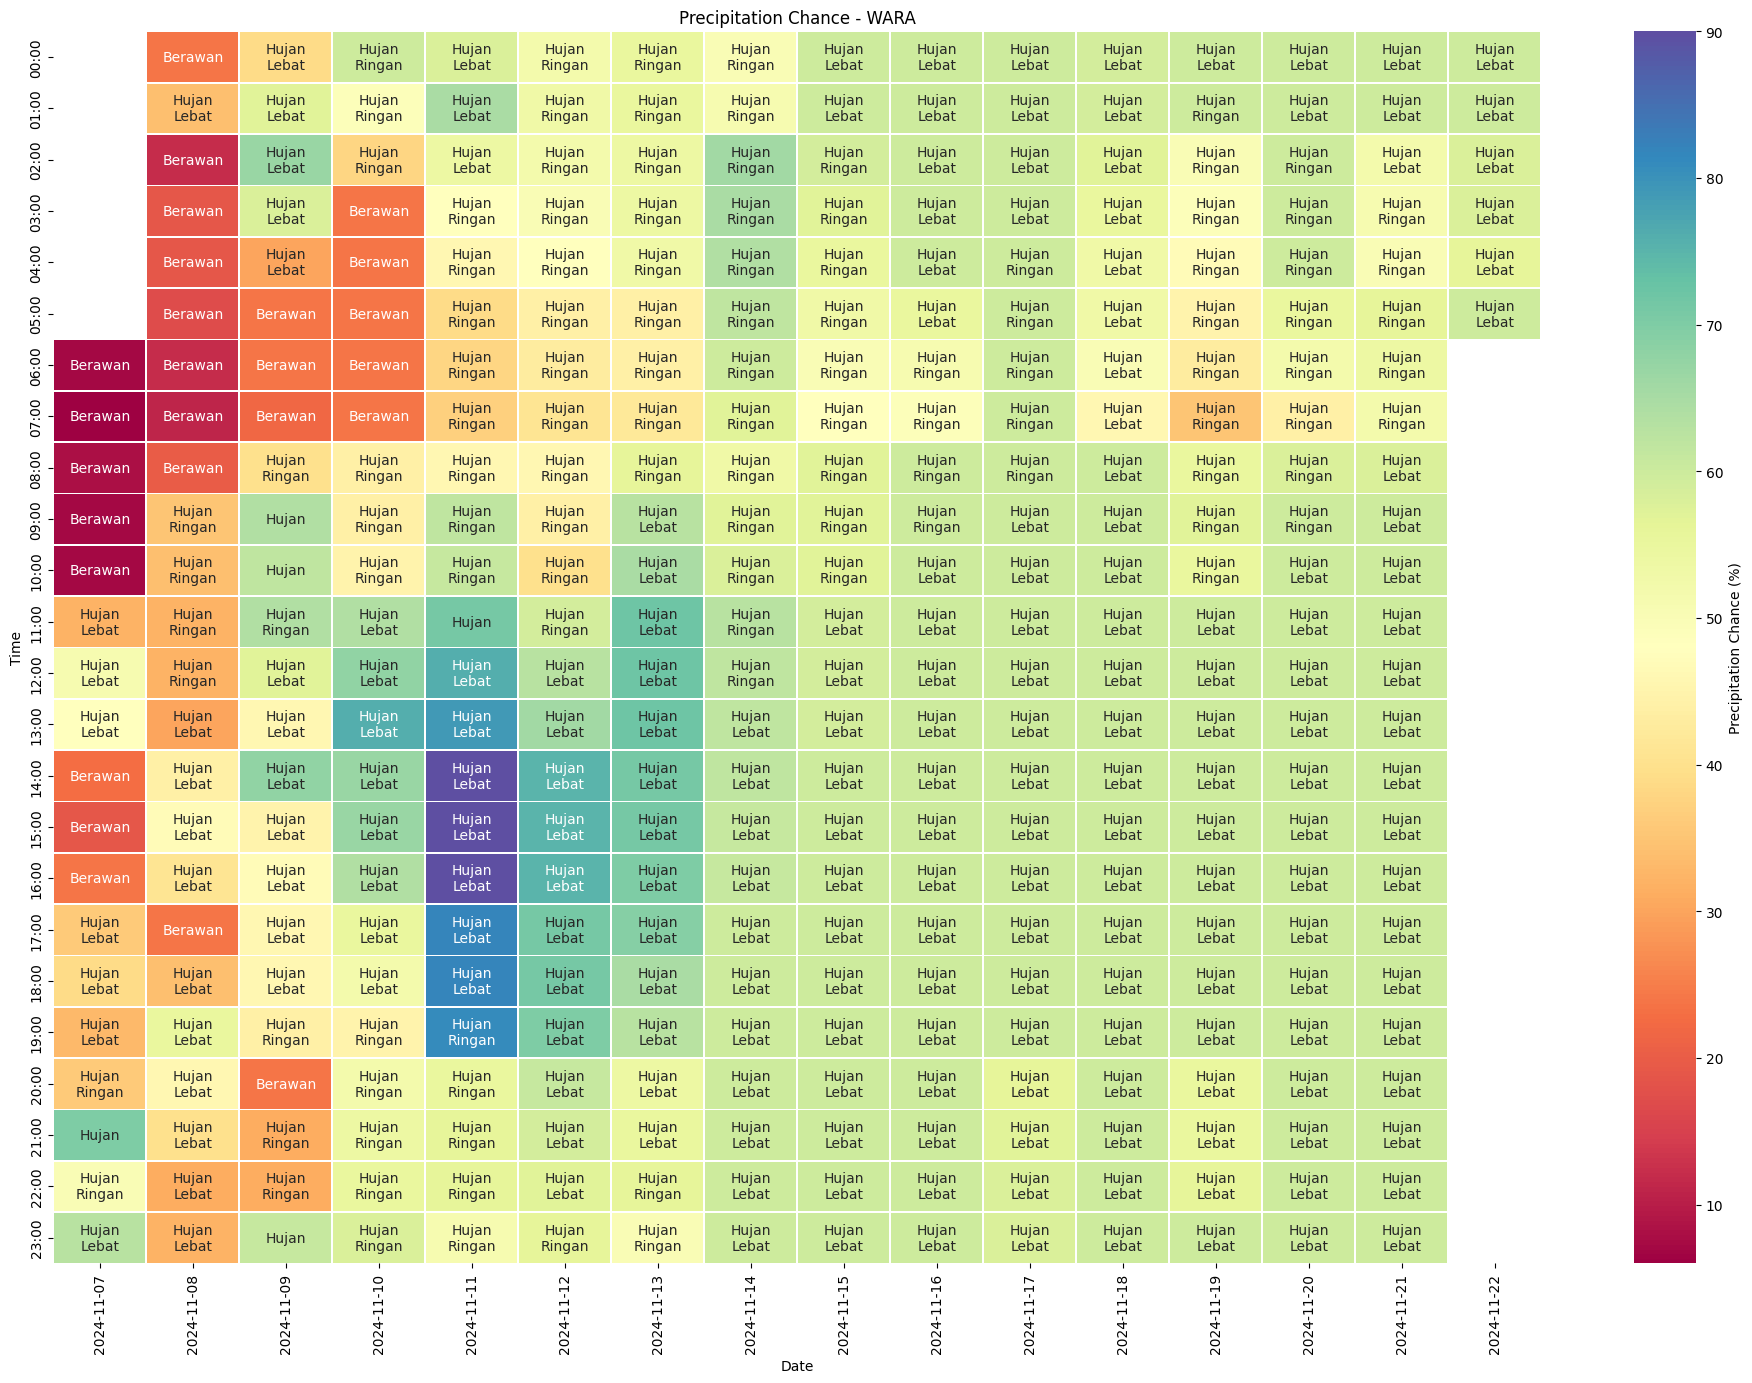 Precipitation Chance - WARA
00:00 Berawan Hujan Lebat Hujan Ringan Hujan Lebat Hujan Ringan Hujan Ringan Hujan Ringan Hujan Lebat Hujan Lebat Hujan Lebat Hujan Lebat Hujan Lebat Hujan Lebat Hujan Lebat Hujan Lebat
01:00 Hujan Lebat Hujan Lebat Hujan Ringan Hujan Lebat Hujan Ringan Hujan Ringan Hujan Ringan Hujan Lebat Hujan Lebat Hujan Lebat Hujan Lebat Hujan Ringan Hujan Lebat Hujan Lebat Hujan Lebat
02:00 Berawan Hujan Lebat Hujan Ringan Hujan Lebat Hujan Ringan Hujan Ringan Hujan Ringan Hujan Ringan Hujan Lebat Hujan Lebat Hujan Lebat Hujan Ringan Hujan Ringan Hujan Lebat Hujan Lebat
03:00 Berawan Hujan Lebat Berawan Hujan Ringan Hujan Ringan Hujan Ringan Hujan Ringan Hujan Ringan Hujan Lebat Hujan Lebat Hujan Lebat Hujan Ringan Hujan Ringan Hujan Ringan Hujan Lebat
04:00 Berawan Hujan Lebat Berawan Hujan Ringan Hujan Ringan Hujan Ringan Hujan Ringan Hujan Ringan Hujan Lebat Hujan Ringan Hujan Lebat Hujan Ringan Hujan Ringan Hujan Ringan Hujan Lebat
05:00 Berawan Berawan Berawan Hujan Ringan Hujan Ringan Hujan Ringan Hujan Ringan Hujan Ringan Hujan Lebat Hujan Ringan Hujan Lebat Hujan Ringan Hujan Ringan Hujan Ringan Hujan Lebat
06:00 Berawan Berawan Berawan Berawan Hujan Ringan Hujan Ringan Hujan Ringan Hujan Ringan Hujan Ringan Hujan Ringan Hujan Ringan Hujan Lebat Hujan Ringan Hujan Ringan Hujan Ringan
07:00 Berawan Berawan Berawan Berawan Hujan Ringan Hujan Ringan Hujan Ringan Hujan Ringan Hujan Ringan Hujan Ringan Hujan Ringan Hujan Lebat Hujan Ringan Hujan Ringan Hujan Ringan
08:00 Berawan Berawan Hujan Ringan Hujan Ringan Hujan Ringan Hujan Ringan Hujan Ringan Hujan Ringan Hujan Ringan Hujan Ringan Hujan Ringan Hujan Lebat Hujan Ringan Hujan Ringan Hujan Lebat
09:00 Berawan Hujan Ringan Hujan Hujan Ringan Hujan Ringan Hujan Ringan Hujan Lebat Hujan Ringan Hujan Ringan Hujan Ringan Hujan Lebat Hujan Lebat Hujan Ringan Hujan Ringan Hujan Lebat
10:00 Berawan Hujan Ringan Hujan Hujan Ringan Hujan Ringan Hujan Ringan Hujan Lebat Hujan Ringan Hujan Ringan Hujan Lebat Hujan Lebat Hujan Lebat Hujan Ringan Hujan Lebat Hujan Lebat
11:00 Hujan Lebat Hujan Ringan Hujan Ringan Hujan Lebat Hujan Hujan Ringan Hujan Lebat Hujan Ringan Hujan Lebat Hujan Lebat Hujan Lebat Hujan Lebat Hujan Lebat Hujan Lebat Hujan Lebat
12:00 Hujan Lebat Hujan Ringan Hujan Lebat Hujan Lebat Hujan Lebat Hujan Lebat Hujan Lebat Hujan Ringan Hujan Lebat Hujan Lebat Hujan Lebat Hujan Lebat Hujan Lebat Hujan Lebat Hujan Lebat
13:00 Hujan Lebat Hujan Lebat Hujan Lebat Hujan Lebat Hujan Lebat Hujan Lebat Hujan Lebat Hujan Lebat Hujan Lebat Hujan Lebat Hujan Lebat Hujan Lebat Hujan Lebat Hujan Lebat Hujan Lebat
14:00 Berawan Hujan Lebat Hujan Lebat Hujan Lebat Hujan Lebat Hujan Lebat Hujan Lebat Hujan Lebat Hujan Lebat Hujan Lebat Hujan Lebat Hujan Lebat Hujan Lebat Hujan Lebat Hujan Lebat
15:00 Berawan Hujan Lebat Hujan Lebat Hujan Lebat Hujan Lebat Hujan Lebat Hujan Lebat Hujan Lebat Hujan Lebat Hujan Lebat Hujan Lebat Hujan Lebat Hujan Lebat Hujan Lebat Hujan Lebat
16:00 Berawan Hujan Lebat Hujan Lebat Hujan Lebat Hujan Lebat Hujan Lebat Hujan Lebat Hujan Lebat Hujan Lebat Hujan Lebat Hujan Lebat Hujan Lebat Hujan Lebat Hujan Lebat Hujan Lebat
17:00 Hujan Lebat Berawan Hujan Lebat Hujan Lebat Hujan Lebat Hujan Lebat Hujan Lebat Hujan Lebat Hujan Lebat Hujan Lebat Hujan Lebat Hujan Lebat Hujan Lebat Hujan Lebat Hujan Lebat
18:00 Hujan Lebat Hujan Lebat Hujan Lebat Hujan Lebat Hujan Lebat Hujan Lebat Hujan Lebat Hujan Lebat Hujan Lebat Hujan Lebat Hujan Lebat Hujan Lebat Hujan Lebat Hujan Lebat Hujan Lebat
19:00 Hujan Lebat Hujan Lebat Hujan Ringan Hujan Ringan Hujan Ringan Hujan Lebat Hujan Lebat Hujan Lebat Hujan Lebat Hujan Lebat Hujan Lebat Hujan Lebat Hujan Lebat Hujan Lebat Hujan Lebat
20:00 Hujan Ringan Hujan Lebat Berawan Hujan Ringan Hujan Ringan Hujan Lebat Hujan Lebat Hujan Lebat Hujan Lebat Hujan Lebat Hujan Lebat Hujan Lebat Hujan Lebat Hujan Lebat Hujan Lebat
21:00 Hujan Hujan Lebat Hujan Ringan Hujan Ringan Hujan Ringan Hujan Lebat Hujan Lebat Hujan Lebat Hujan Lebat Hujan Lebat Hujan Lebat Hujan Lebat Hujan Lebat Hujan Lebat Hujan Lebat
22:00 Hujan Ringan Hujan Lebat Hujan Ringan Hujan Ringan Hujan Ringan Hujan Lebat Hujan Ringan Hujan Lebat Hujan Lebat Hujan Lebat Hujan Lebat Hujan Lebat Hujan Lebat Hujan Lebat Hujan Lebat
23:00 Hujan Lebat Hujan Lebat Hujan Hujan Ringan Hujan Ringan Hujan Ringan Hujan Ringan Hujan Lebat Hujan Lebat Hujan Lebat Hujan Lebat Hujan Lebat Hujan Lebat Hujan Lebat Hujan Lebat
2024-11-07 2024-11-08 2024-11-09 2024-11-10 2024-11-11 2024-11-12 2024-11-13 2024-11-14 2024-11-15 2024-11-16 2024-11-17 2024-11-18 2024-11-19 2024-11-20 2024-11-21 2024-11-22
Date
Time
90
80
70
60
50
40
30
20
10
Precipitation Chance (%)